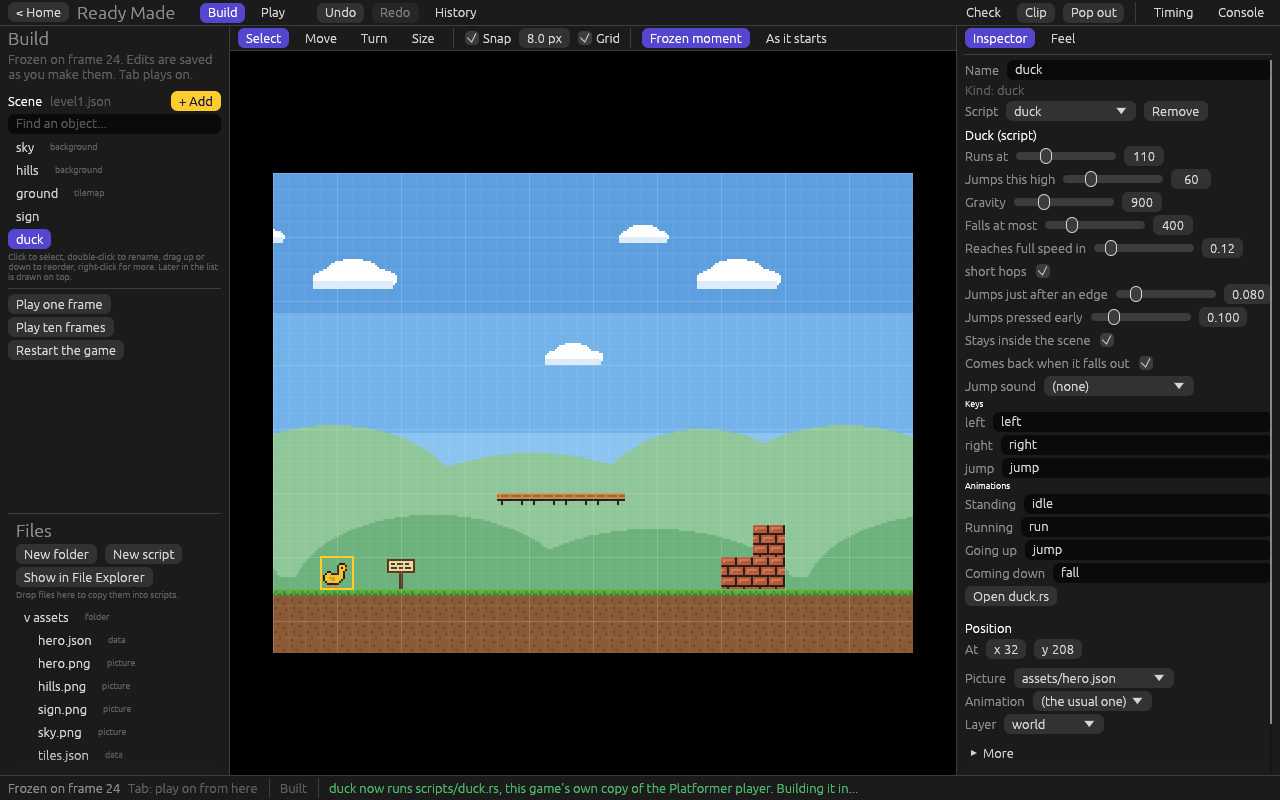 < Home Ready Made Build Play Undo Redo History Check Clip Pop out Timing Console
Build
Frozen on frame 24. Edits are saved
as you make them. Tab plays on.
Scene level1.json + Add
Find an object...
sky background
hills background
ground tilemap
sign
duck
Click to select, double-click to rename, drag up or
down to reorder, right-click for more. Later in the list
is drawn on top.
Play one frame
Play ten frames
Restart the game
Files
New folder New script
Show in File Explorer
Drop files here to copy them into scripts.
v assets folder
hero.json data
hero.png picture
hills.png picture
sign.png picture
sky.png picture
tiles.json data
Select Move Turn Size Snap 8.0 px Grid Frozen moment As it starts
Inspector Feel
Name duck
Kind: duck
Script duck Remove
Duck (script)
Runs at 110
Jumps this high 60
Gravity 900
Falls at most 400
Reaches full speed in 0.12
short hops
Jumps just after an edge 0.080
Jumps pressed early 0.100
Stays inside the scene
Comes back when it falls out
Jump sound (none)
Keys
left left
right right
jump jump
Animations
Standing idle
Running run
Going up jump
Coming down fall
Open duck.rs
Position
At x 32 y 208
Picture assets/hero.json
Animation (the usual one)
Layer world
More
Frozen on frame 24 Tab: play on from here Built duck now runs scripts/duck.rs, this game's own copy of the Platformer player. Building it in...